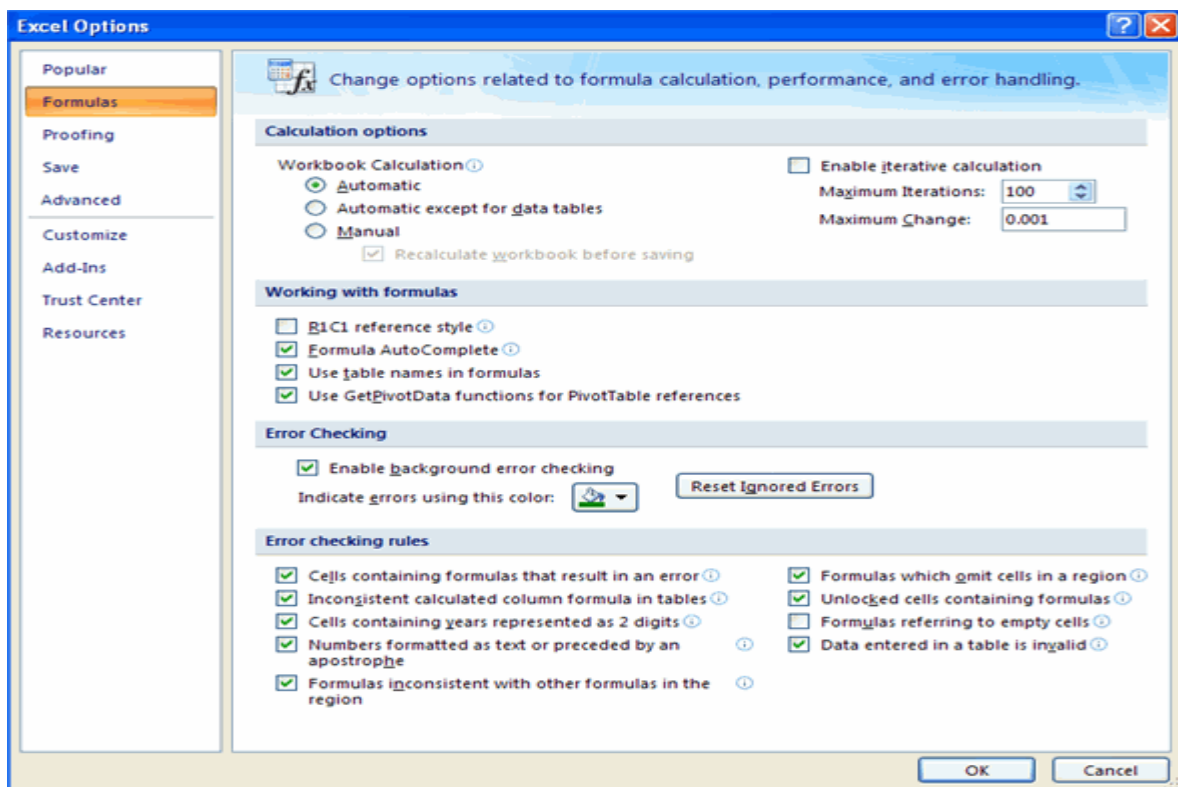 Excel Options
Popular
Formulas
Proofing
Save
Advanced
Customize
Add-Ins
Trust Center
Resources
Change options related to formula calculation, performance, and error handling.
Calculation options
Workbook Calculation
Automatic
Automatic except for data tables
Manual
Recalculate workbook before saving
Enable iterative calculation
Maximum Iterations: 100
Maximum Change: 0.001
Working with formulas
R1C1 reference style
Formula AutoComplete
Use table names in formulas
Use GetPivotData functions for PivotTable references
Error Checking
Enable background error checking
Indicate errors using this color:
Reset Ignored Errors
Error checking rules
Cells containing formulas that result in an error
Inconsistent calculated column formula in tables
Cells containing years represented as 2 digits
Numbers formatted as text or preceded by an
apostrophe
Formulas inconsistent with other formulas in the
region
Formulas which omit cells in a region
Unlocked cells containing formulas
Formulas referring to empty cells
Data entered in a table is invalid
OK
Cancel